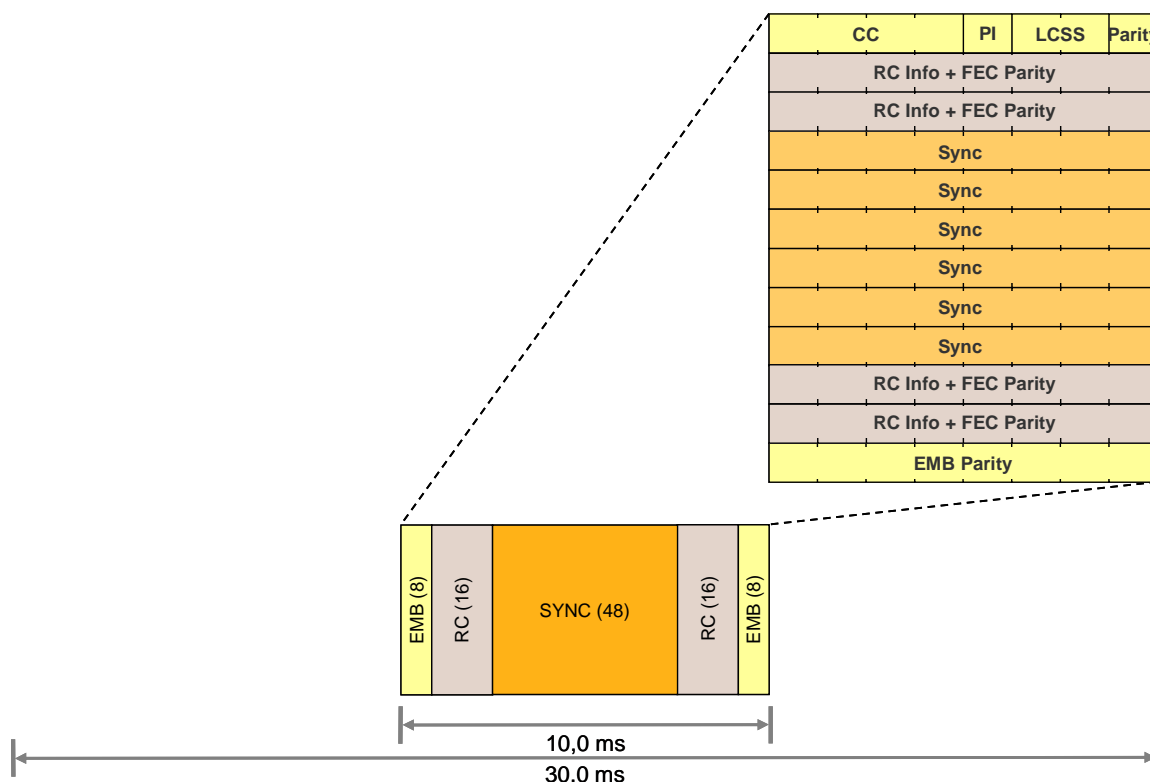 CC PI LCSS Parity
RC Info + FEC Parity
RC Info + FEC Parity
Sync
Sync
Sync
Sync
Sync
Sync
RC Info + FEC Parity
RC Info + FEC Parity
EMB Parity
EMB (8)
RC (16)
SYNC (48)
RC (16)
EMB (8)
10,0 ms
30,0 ms